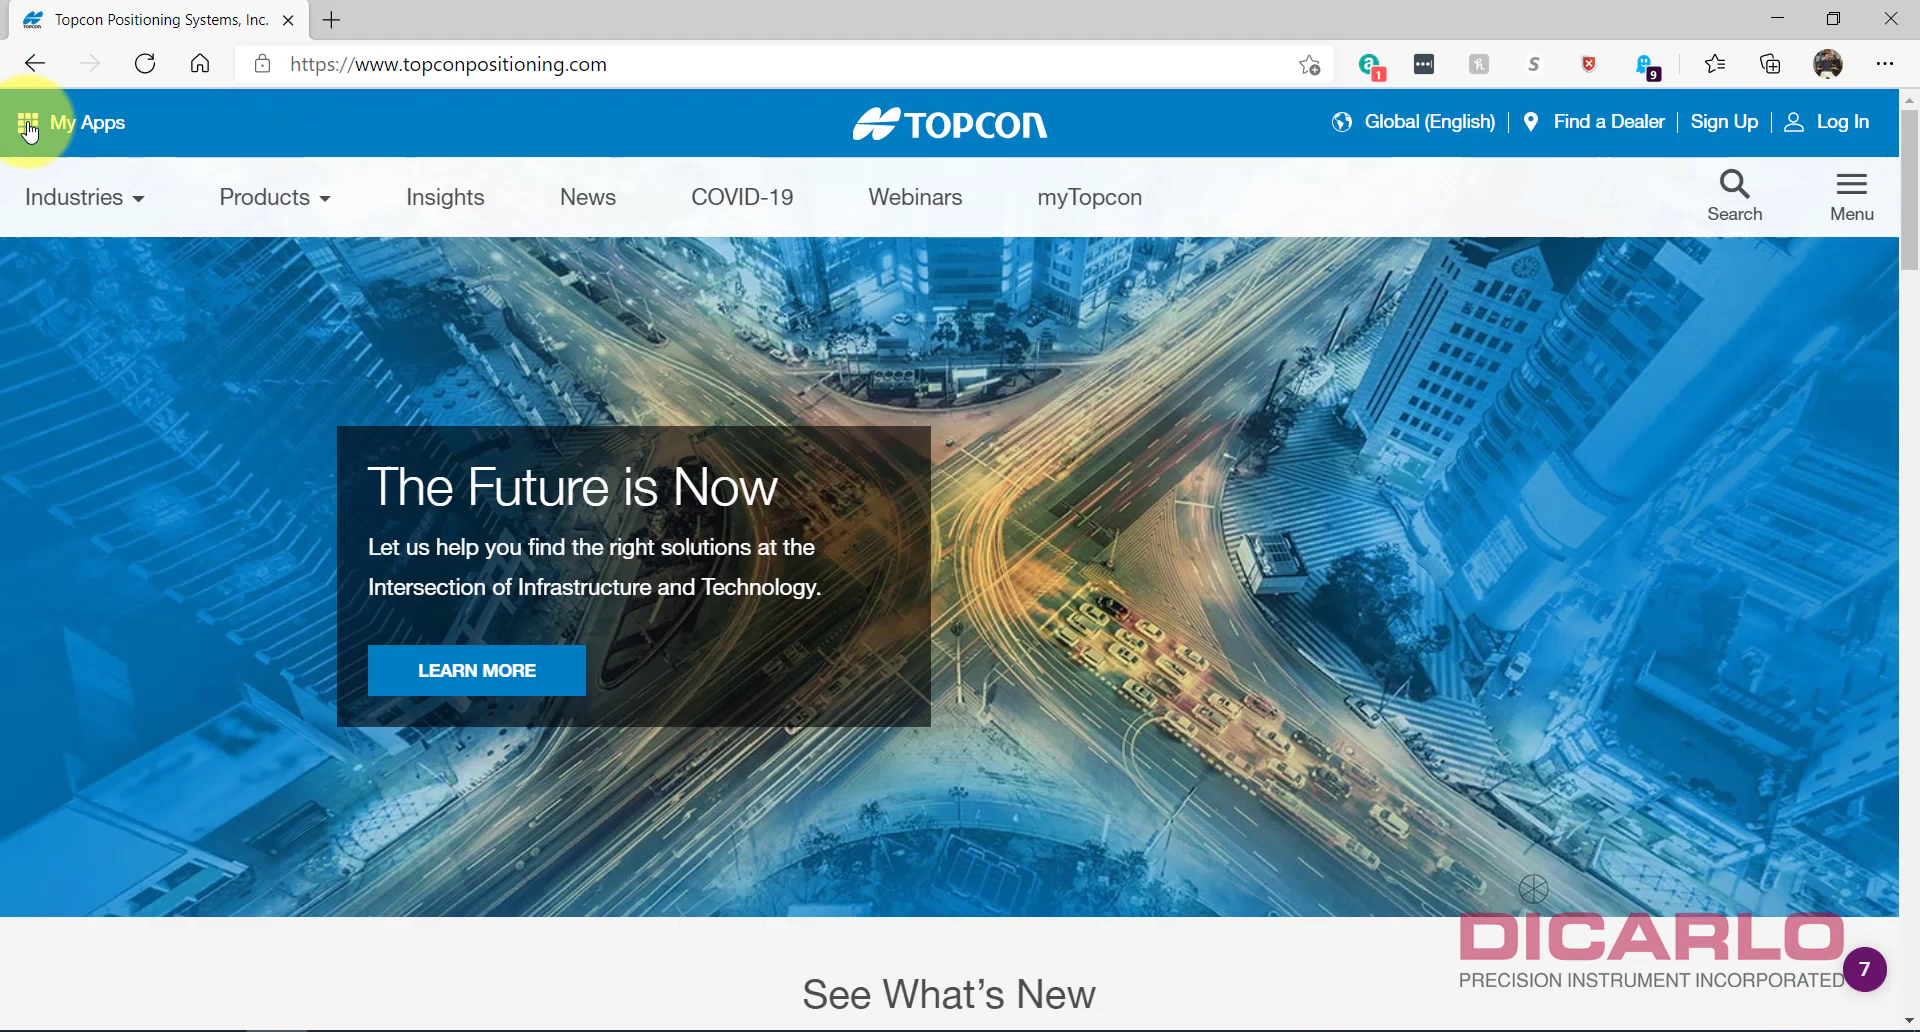 Topcon Positioning Systems, Inc.
https://www.topconpositioning.com
1
9
My Apps
TOPCON
Global (English)
Find a Dealer
Sign Up
Log In
Industries
Products
Insights
News
COVID-19
Webinars
myTopcon
Search
Menu
The Future is Now
Let us help you find the right solutions at the
Intersection of Infrastructure and Technology.
LEARN MORE
DICARLO
PRECISION INSTRUMENT INCORPORATED
7
See What's New